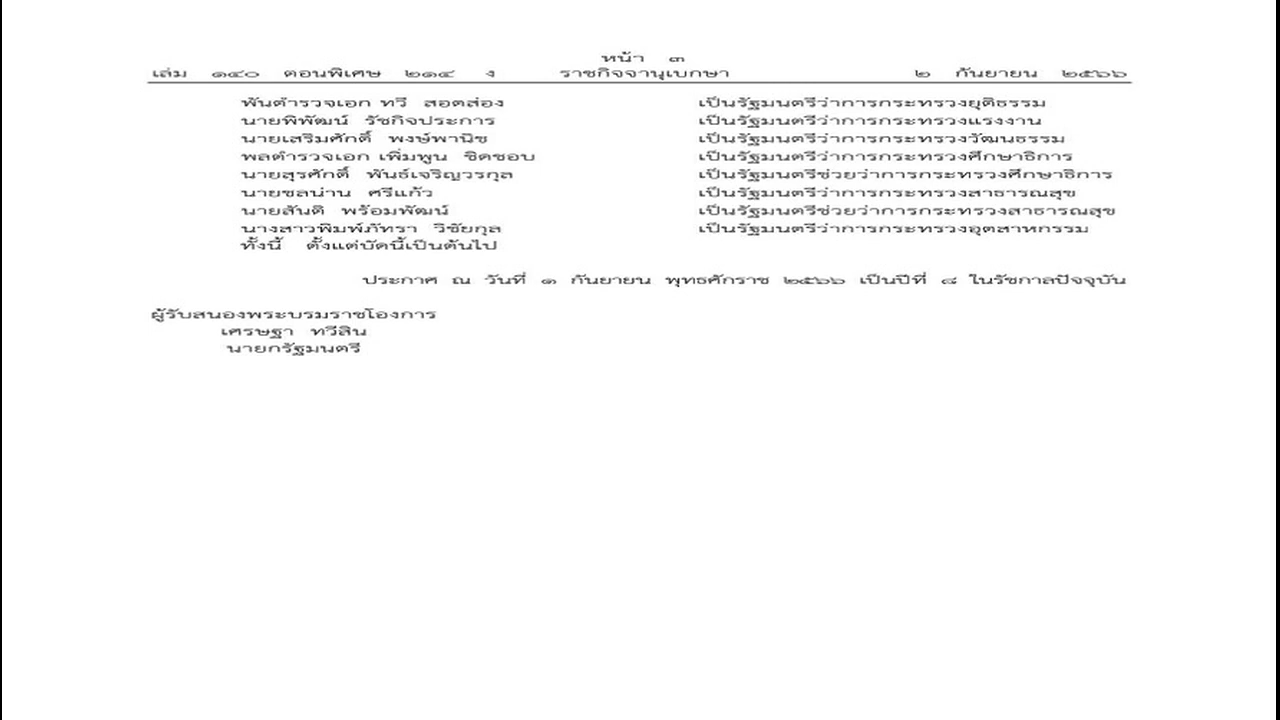 หน้า ๓
เล่ม ๑๔๐ ตอนพิเศษ ๒๑๔ ง ราชกิจจานุเบกษา ๒ กันยายน ๒๕๖๖
พันตำรวจเอก ทวี สอดส่อง เป็นรัฐมนตรีว่าการกระทรวงยุติธรรม
นายพิพัฒน์ รัชกิจประการ เป็นรัฐมนตรีว่าการกระทรวงแรงงาน
นายเสริมศักดิ์ พงษ์พานิช เป็นรัฐมนตรีว่าการกระทรวงวัฒนธรรม
พลตำรวจเอก เพิ่มพูน ชิดชอบ เป็นรัฐมนตรีว่าการกระทรวงศึกษาธิการ
นายสุรศักดิ์ พันธ์เจริญวรกุล เป็นรัฐมนตรีช่วยว่าการกระทรวงศึกษาธิการ
นายชลน่าน ศรีแก้ว เป็นรัฐมนตรีว่าการกระทรวงสาธารณสุข
นายสันติ พร้อมพัฒน์ เป็นรัฐมนตรีช่วยว่าการกระทรวงสาธารณสุข
นางสาวพิมพ์ภัทรา วิชัยกุล เป็นรัฐมนตรีว่าการกระทรวงอุตสาหกรรม
ทั้งนี้ ตั้งแต่บัดนี้เป็นต้นไป
ประกาศ ณ วันที่ ๑ กันยายน พุทธศักราช ๒๕๖๖ เป็นปีที่ ๘ ในรัชกาลปัจจุบัน
ผู้รับสนองพระบรมราชโองการ
เศรษฐา ทวีสิน
นายกรัฐมนตรี